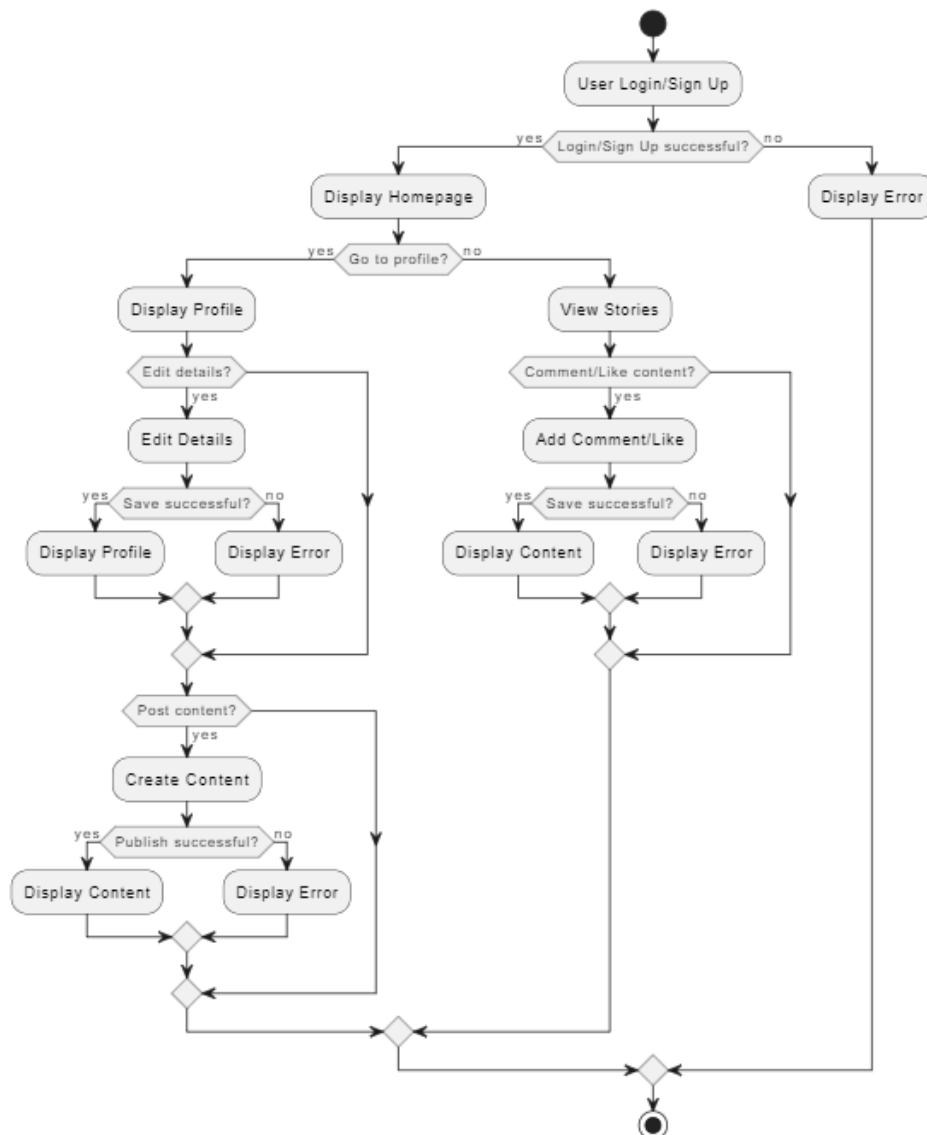 User Login/Sign Up
yes
Login/Sign Up successful?
no
Display Homepage
Display Error
yes
Go to profile?
no
Display Profile
View Stories
Edit details?
Comment/Like content?
yes
yes
Edit Details
Add Comment/Like
yes
Save successful?
no
yes
Save successful?
no
Display Profile
Display Error
Display Content
Display Error
Post content?
yes
Create Content
yes
Publish successful?
no
Display Content
Display Error